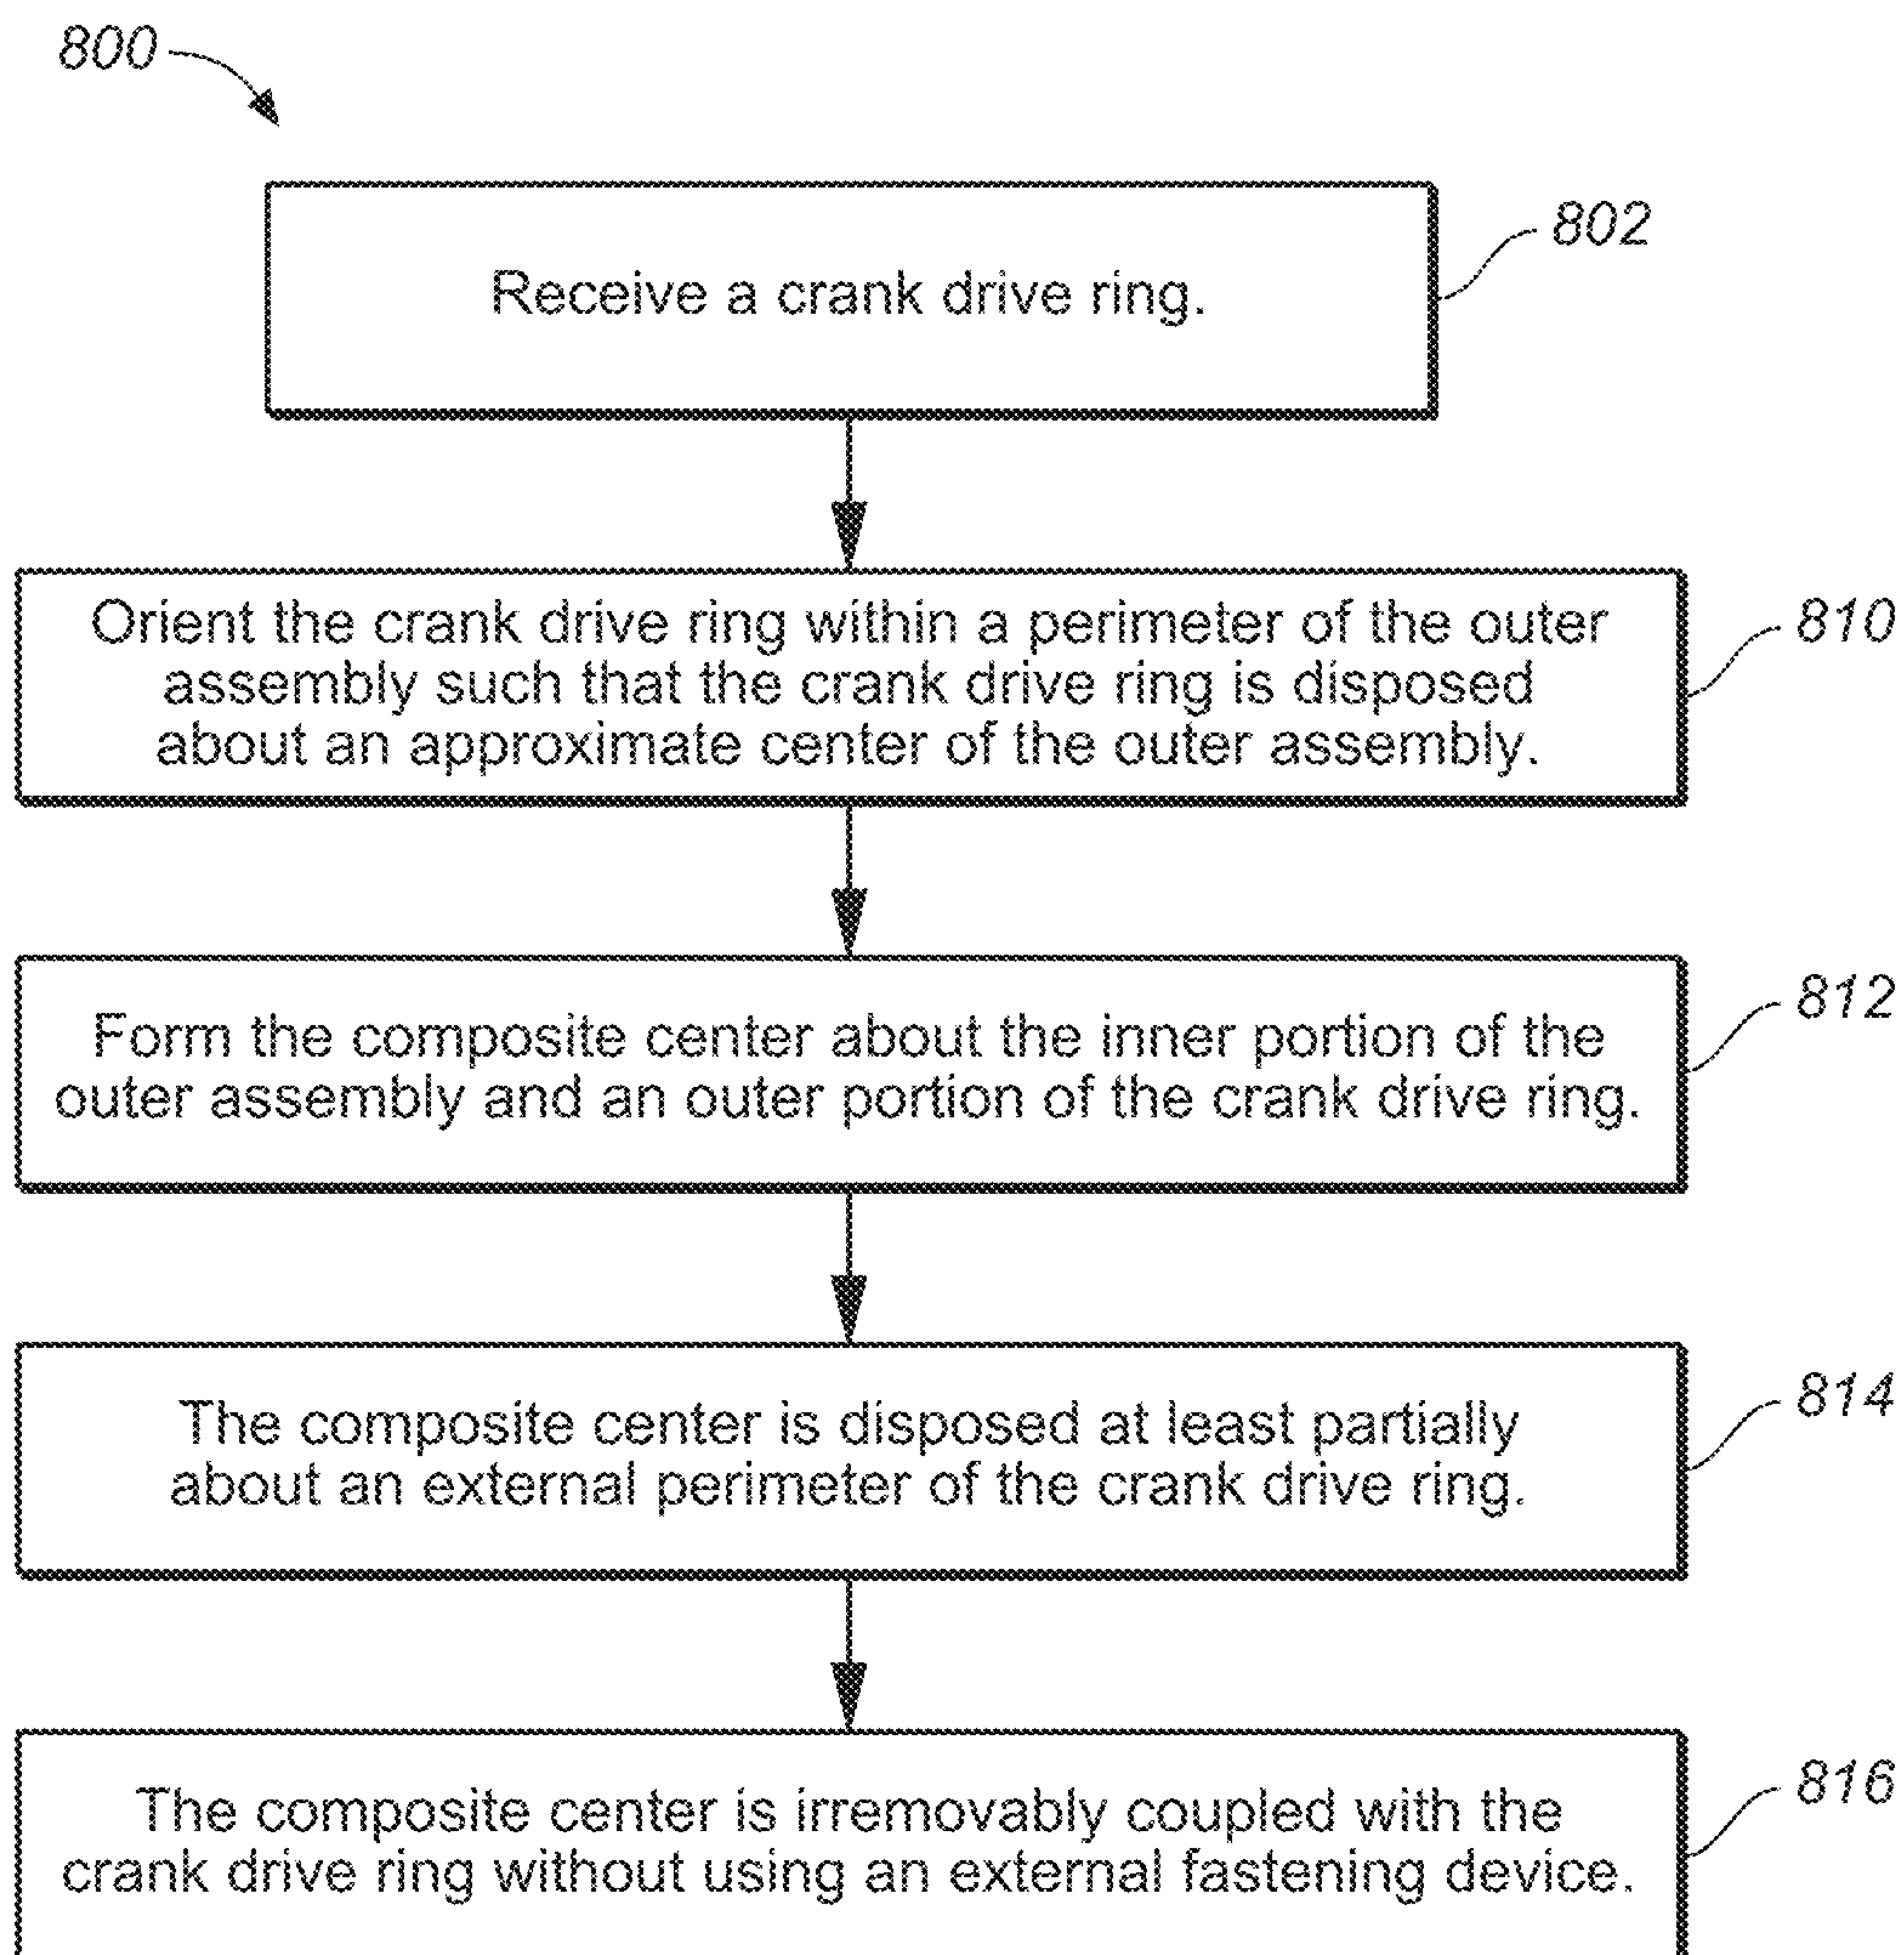 800
802
Receive a crank drive ring.
810
Orient the crank drive ring within a perimeter of the outer
assembly such that the crank drive ring is disposed
about an approximate center of the outer assembly.
812
Form the composite center about the inner portion of the
outer assembly and an outer portion of the crank drive ring.
814
The composite center is disposed at least partially
about an external perimeter of the crank drive ring.
816
The composite center is irremovably coupled with the
crank drive ring without using an external fastening device.